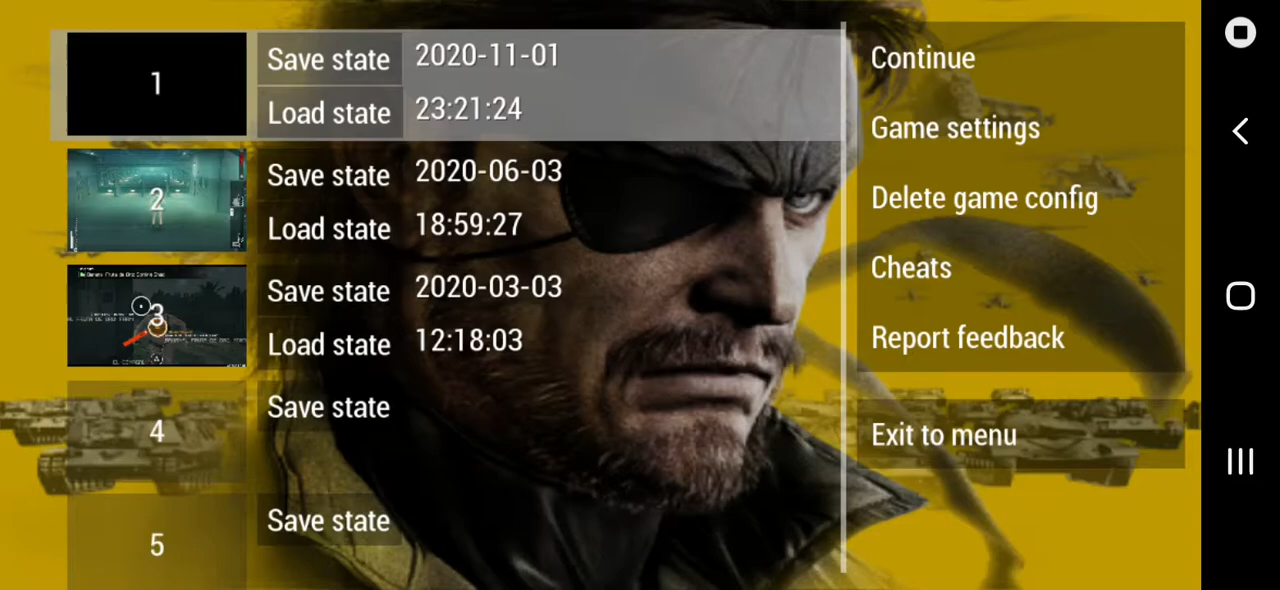 1
Save state
2020-11-01
Load state
23:21:24
2
Save state
2020-06-03
Load state
18:59:27
3
Save state
2020-03-03
Load state
12:18:03
4
Save state
5
Save state
Continue
Game settings
Delete game config
Cheats
Report feedback
Exit to menu